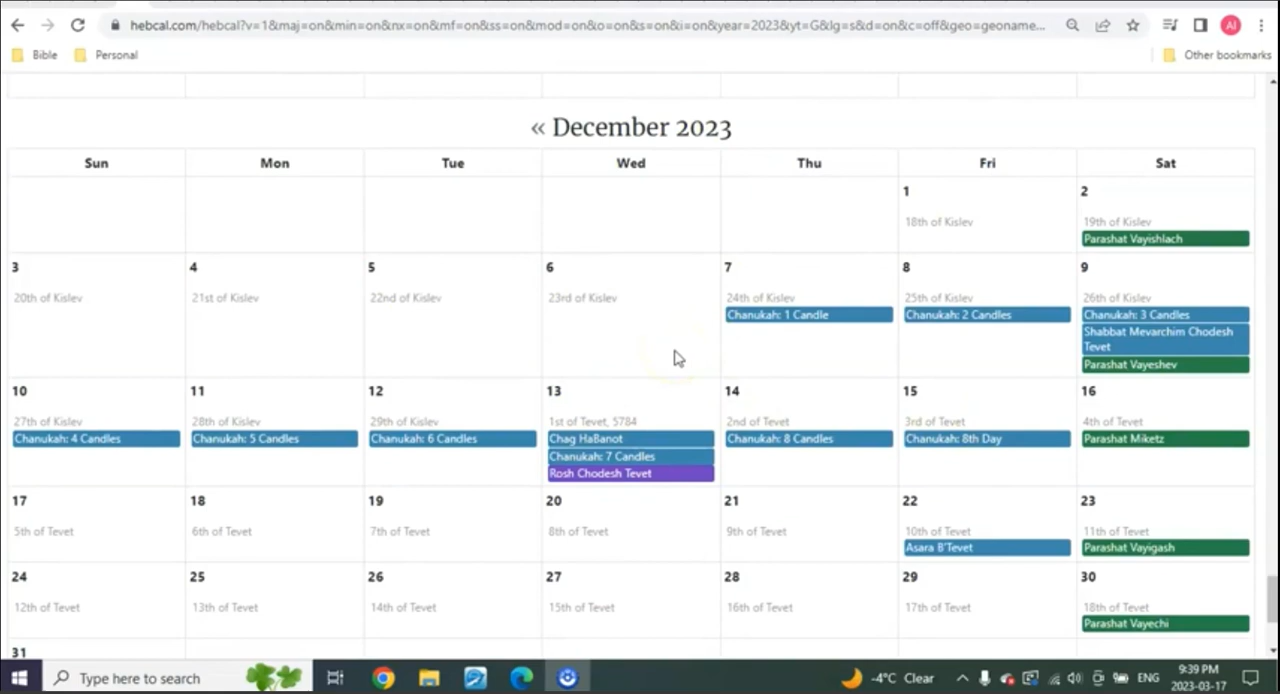 hebcal.com/hebcal?v=1&maj=on&min=on&nx=on&mf=on&ss=on&mod=on&o=on&s=on&i=on&year=2023&yt=G&lg=s&d=on&c=off&geo=geoname...
AI
Bible Personal Other bookmarks
« December 2023
Sun Mon Tue Wed Thu Fri Sat
1 2
18th of Kislev 19th of Kislev
Parashat Vayishlach
3 4 5 6 7 8 9
20th of Kislev 21st of Kislev 22nd of Kislev 23rd of Kislev 24th of Kislev 25th of Kislev 26th of Kislev
Chanukah: 1 Candle Chanukah: 2 Candles Chanukah: 3 Candles
Shabbat Mevarchim Chodesh
Tevet
Parashat Vayeshev
10 11 12 13 14 15 16
27th of Kislev 28th of Kislev 29th of Kislev 1st of Tevet, 5784 2nd of Tevet 3rd of Tevet 4th of Tevet
Chanukah: 4 Candles Chanukah: 5 Candles Chanukah: 6 Candles Chag HaBanot Chanukah: 8 Candles Chanukah: 8th Day Parashat Miketz
Chanukah: 7 Candles
Rosh Chodesh Tevet
17 18 19 20 21 22 23
5th of Tevet 6th of Tevet 7th of Tevet 8th of Tevet 9th of Tevet 10th of Tevet 11th of Tevet
Asara B'Tevet Parashat Vayigash
24 25 26 27 28 29 30
12th of Tevet 13th of Tevet 14th of Tevet 15th of Tevet 16th of Tevet 17th of Tevet 18th of Tevet
Parashat Vayechi
31
Type here to search -4°C Clear ENG 9:39 PM
2023-03-17